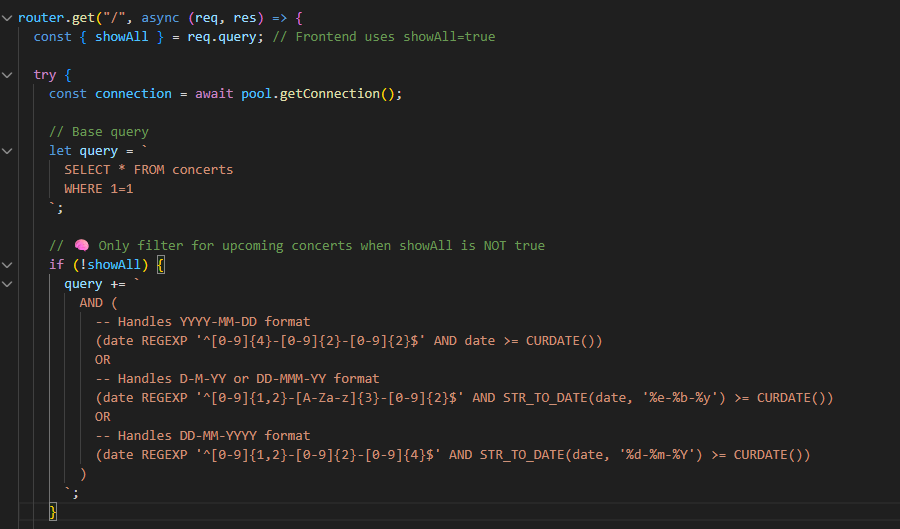 router.get("/", async (req, res) => {
const { showAll } = req.query; // Frontend uses showAll=true
try {
const connection = await pool.getConnection();
// Base query
let query = `
SELECT * FROM concerts
WHERE 1=1
`;
// 🧠 Only filter for upcoming concerts when showAll is NOT true
if (!showAll) {
query += `
AND (
-- Handles YYYY-MM-DD format
(date REGEXP '^[0-9]{4}-[0-9]{2}-[0-9]{2}$' AND date >= CURDATE())
OR
-- Handles D-M-YY or DD-MMM-YY format
(date REGEXP '^[0-9]{1,2}-[A-Za-z]{3}-[0-9]{2}$' AND STR_TO_DATE(date, '%e-%b-%y') >= CURDATE())
OR
-- Handles DD-MM-YYYY format
(date REGEXP '^[0-9]{1,2}-[0-9]{2}-[0-9]{4}$' AND STR_TO_DATE(date, '%d-%m-%Y') >= CURDATE())
)
`;
}